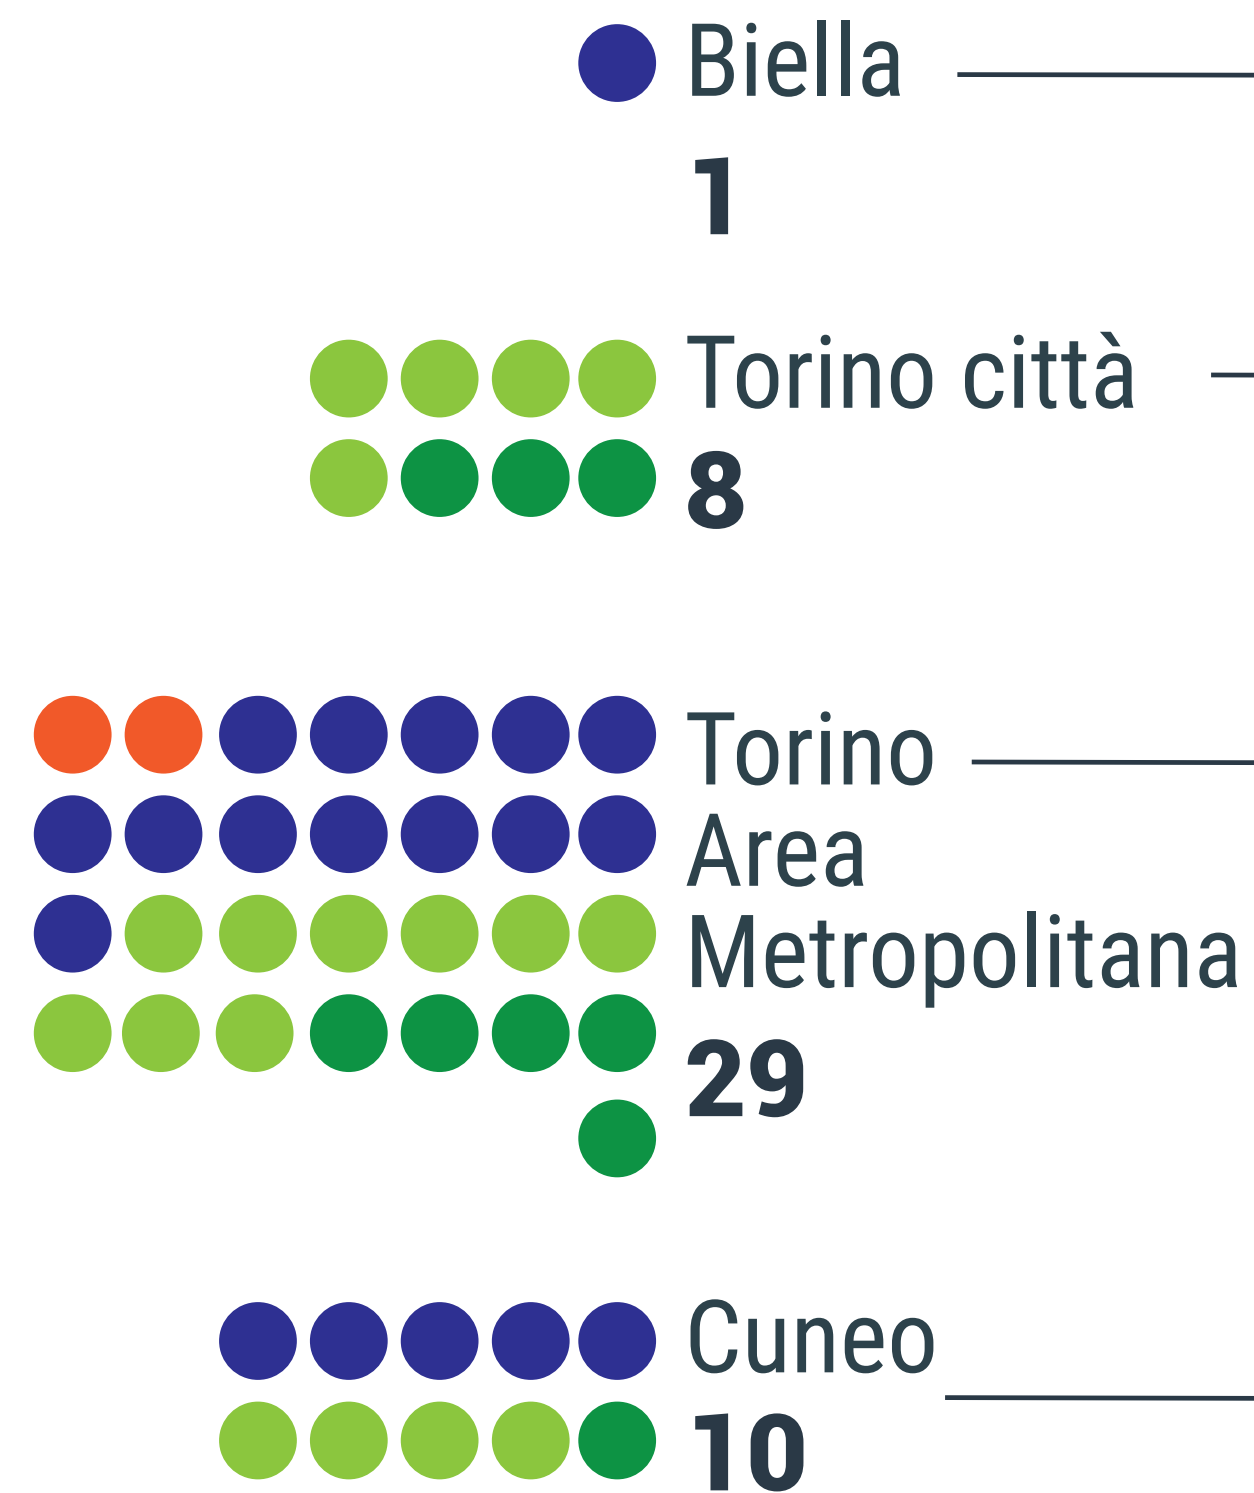 Biella
1
Torino città
8
Torino
Area
Metropolitana
29
Cuneo
10